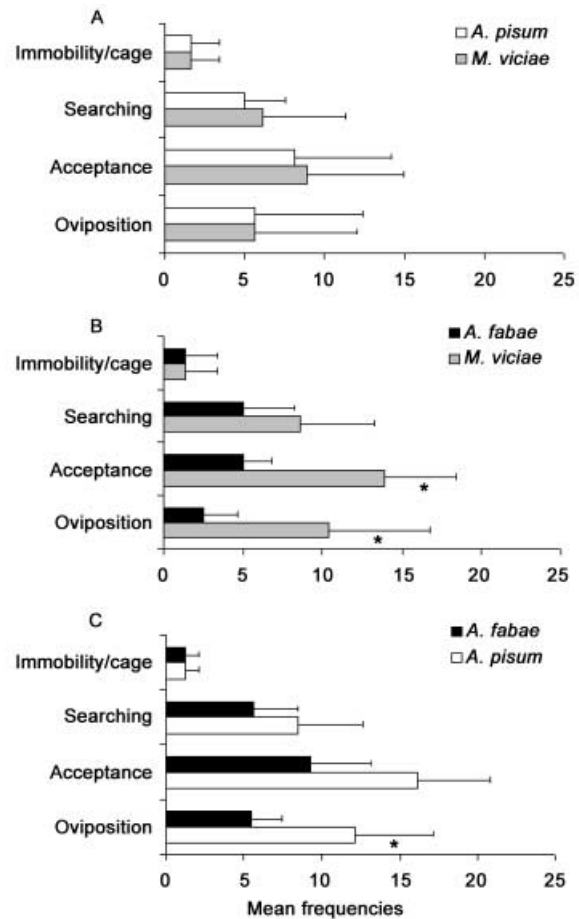 A
A. pisum
M. viciae
Immobility/cage
Searching
Acceptance
Oviposition
0 5 10 15 20 25
B
A. fabae
M. viciae
Immobility/cage
Searching
Acceptance
*
Oviposition
*
0 5 10 15 20 25
C
A. fabae
A. pisum
Immobility/cage
Searching
Acceptance
Oviposition
*
0 5 10 15 20 25
Mean frequencies